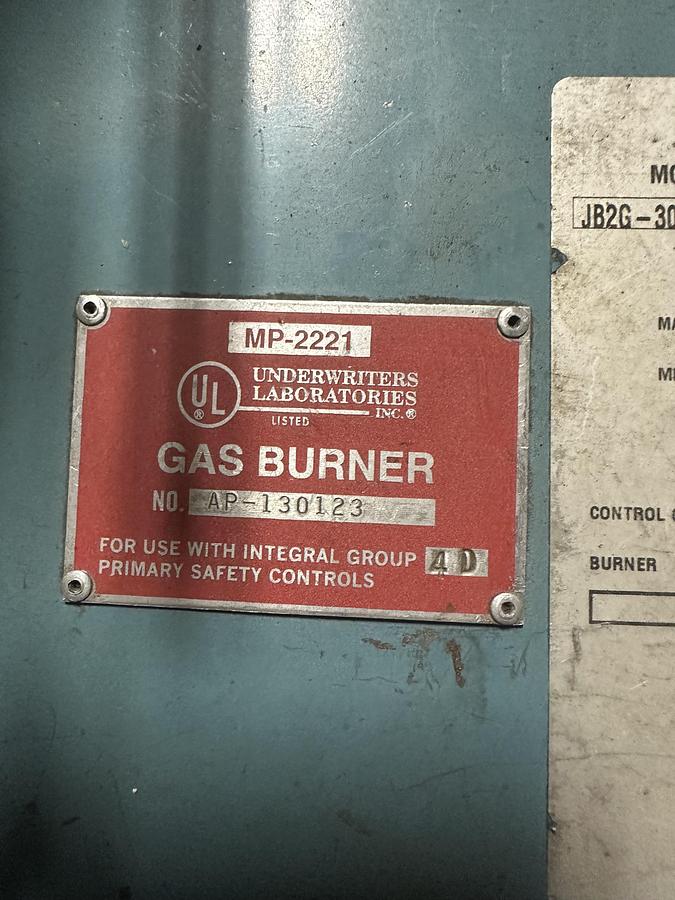 MP-2221
UL ®
UNDERWRITERS
LABORATORIES
INC.®
LISTED
GAS BURNER
NO. AP-130123
FOR USE WITH INTEGRAL GROUP 4D
PRIMARY SAFETY CONTROLS
JB2G-30
CONTROL
BURNER